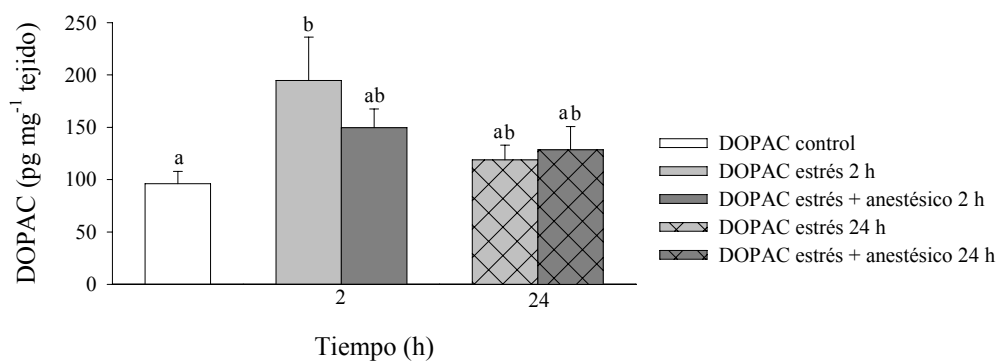 DOPAC (pg mg⁻¹ tejido)
250
200
150
100
50
0
a
b
ab
ab
ab
2
24
Tiempo (h)
DOPAC control
DOPAC estrés 2 h
DOPAC estrés + anestésico 2 h
DOPAC estrés 24 h
DOPAC estrés + anestésico 24 h